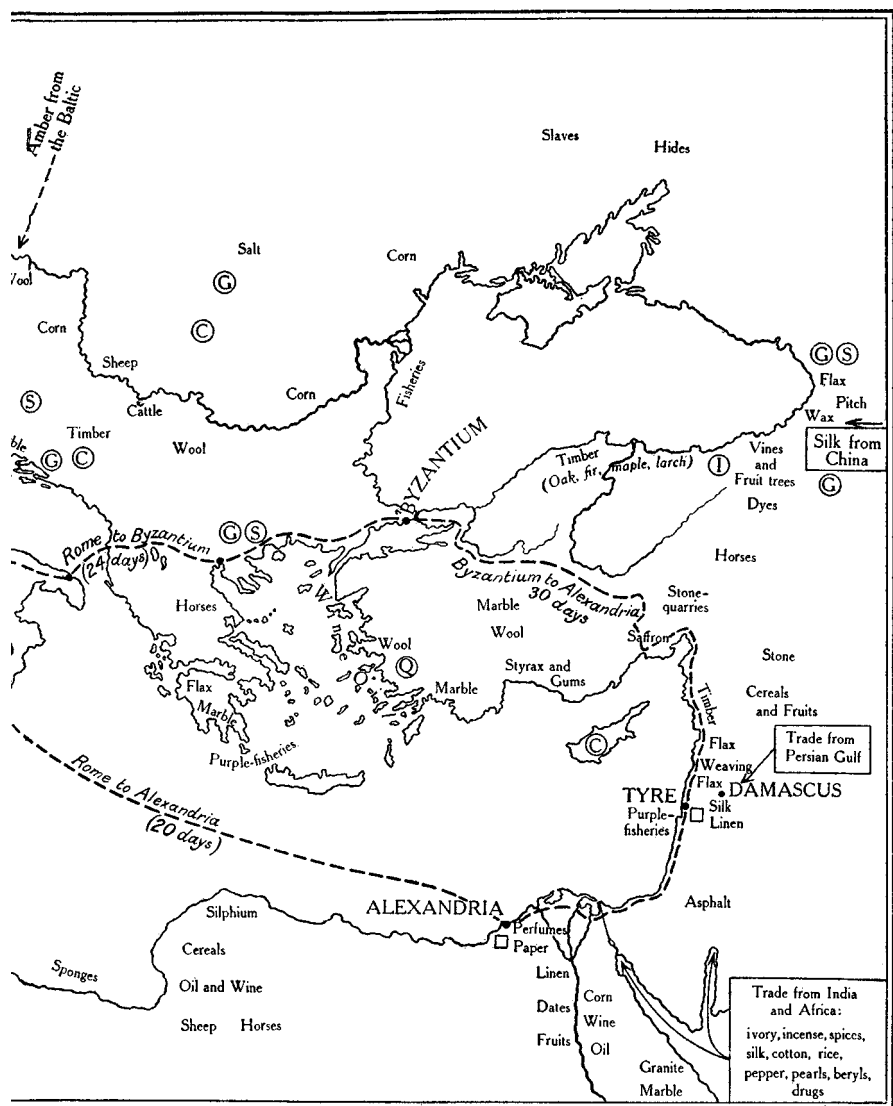 Amber from
the Baltic
Slaves
Hides
Salt
Corn
G
C
Corn
Sheep
Cattle
Corn
Fisheries
G S
Flax
Pitch
Wax
Silk from
China
S
Timber
G C
Wool
BYZANTIUM
Timber
(Oak, fir, maple, larch)
I
Vines
and
Fruit trees
G
Dyes
Rome to Byzantium
(24 days)
G S
Byzantium to Alexandria
30 days
Horses
Stone-
quarries
Horses
Wine
Marble
Wool
Saffron
Wool
Q
Styrax and
Gums
Marble
Stone
Cereals
and Fruits
Flax
Marble
Purple-fisheries
C
Timber
Trade from
Persian Gulf
Flax
Weaving
Flax
DAMASCUS
TYRE
Silk
Purple-
fisheries
Linen
Rome to Alexandria
(20 days)
ALEXANDRIA
Asphalt
Silphium
Perfumes
Paper
Cereals
Sponges
Oil and Wine
Sheep Horses
Linen
Dates
Fruits
Corn
Wine
Oil
Granite
Marble
Trade from India
and Africa:
ivory, incense, spices,
silk, cotton, rice,
pepper, pearls, beryls,
drugs